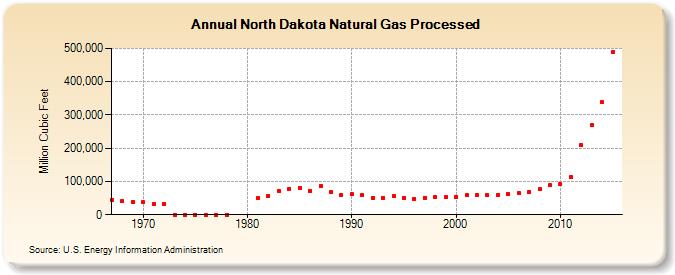 Annual North Dakota Natural Gas Processed
Million Cubic Feet
500,000
400,000
300,000
200,000
100,000
0
1970 1980 1990 2000 2010
Source: U.S. Energy Information Administration